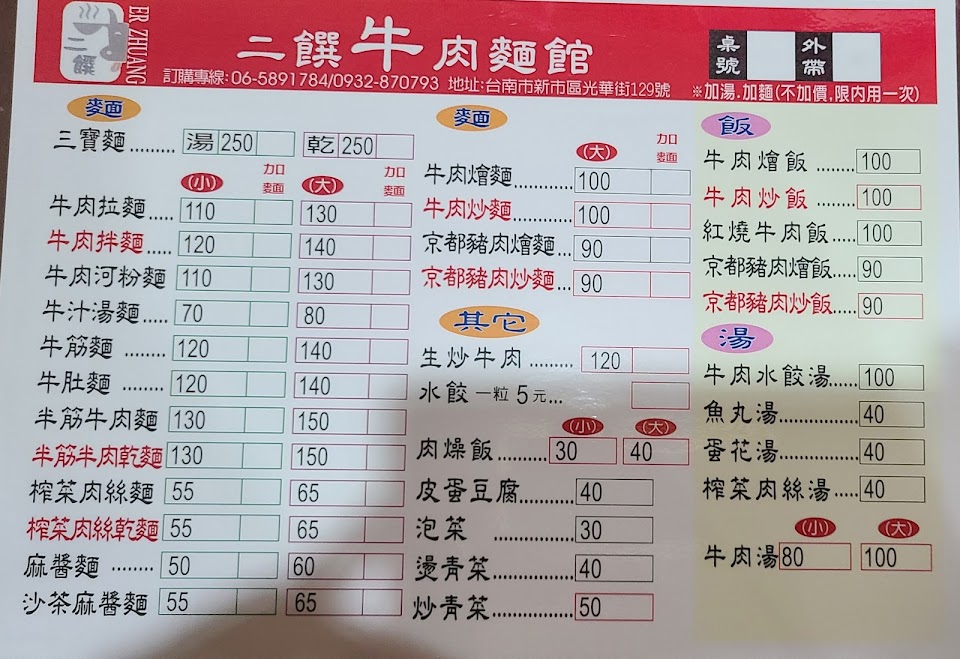 ER ZHUANG
二饌
二饌牛肉麵館
訂購專線:06-5891784/0932-870793 地址:台南市新市區光華街129號
桌號
外帶
※加湯.加麵(不加價,限內用一次)
麵
三寶麵......... 湯 250 乾 250
(小) 加麵 (大) 加麵
牛肉拉麵..... 110 130
牛肉拌麵..... 120 140
牛肉河粉麵 110 130
牛汁湯麵..... 70 80
牛筋麵 ........ 120 140
牛肚麵 ........ 120 140
半筋牛肉麵 130 150
半筋半肉乾麵 130 150
榨菜肉絲麵 55 65
榨菜肉絲乾麵 55 65
麻醬麵 ........ 50 60
沙茶麻醬麵 55 65
麵
(大) 加麵
牛肉燴麵............ 100
牛肉炒麵............ 100
京都豬肉燴麵... 90
京都豬肉炒麵... 90
其它
生炒牛肉 ......... 120
水餃 一粒 5元...
(小) (大)
肉燥飯.......... 30 40
皮蛋豆腐.......... 40
泡菜 ............... 30
燙青菜............... 40
炒青菜............... 50
飯
牛肉燴飯 ........ 100
牛肉炒飯 ........ 100
紅燒牛肉飯..... 100
京都豬肉燴飯... 90
京都豬肉炒飯... 90
湯
牛肉水餃湯...... 100
魚丸湯............... 40
蛋花湯............... 40
榨菜肉絲湯..... 40
(小) (大)
牛肉湯 80 100